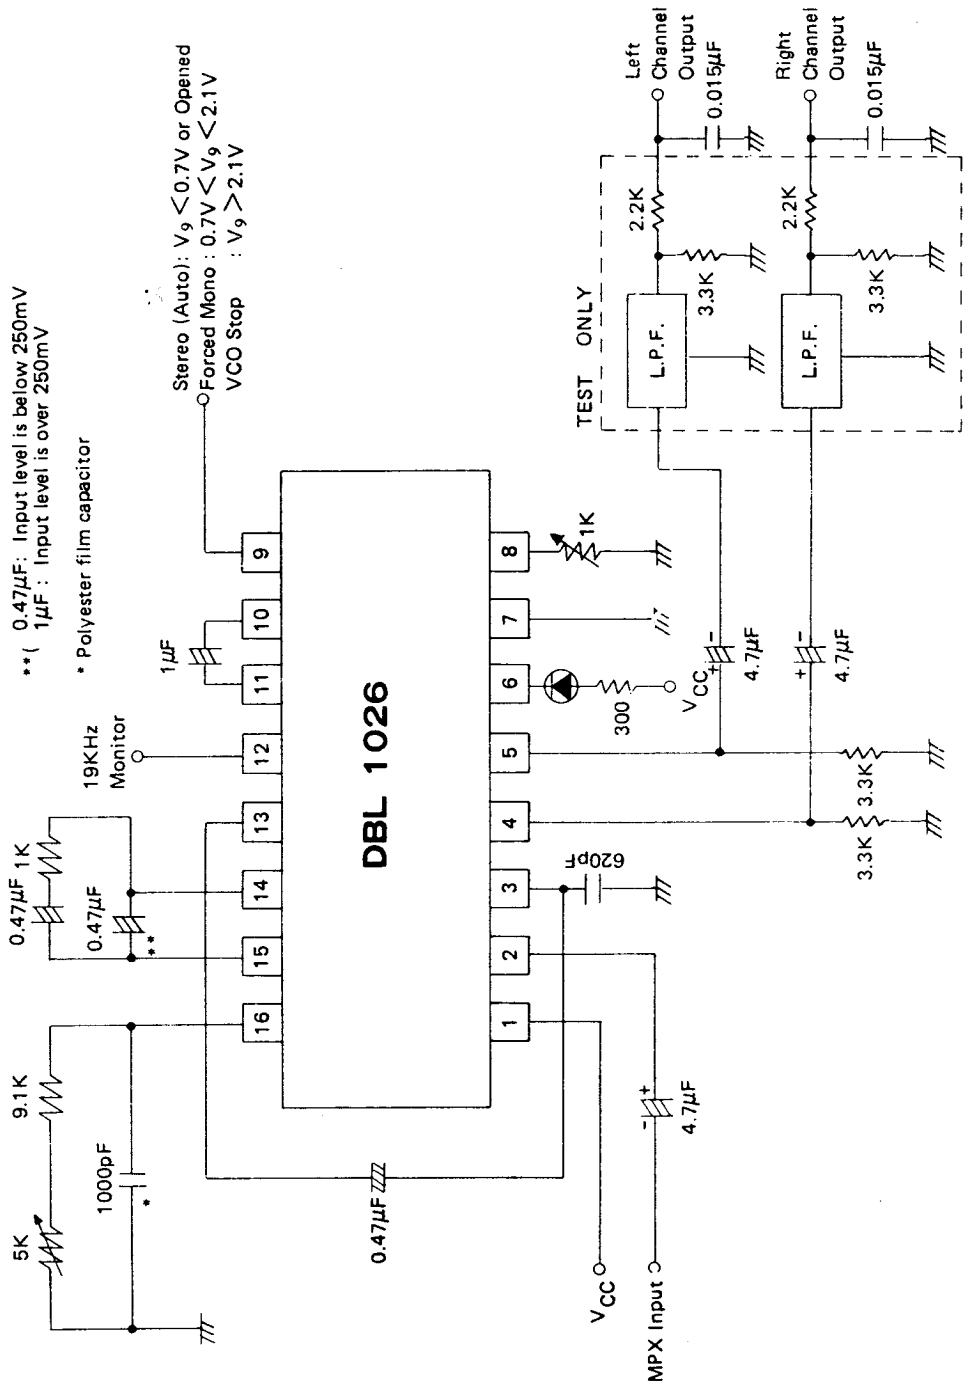 **( 0.47μF: Input level is below 250mV
1μF : Input level is over 250mV
* Polyester film capacitor
Stereo (Auto): V9 < 0.7V or Opened
Forced Mono : 0.7V < V9 < 2.1V
VCO Stop : V9 > 2.1V
5K
9.1K
1000pF
*
0.47μF
1K
0.47μF
**
19KHz
Monitor
1μF
16
15
14
13
12
11
10
9
DBL 1026
1
2
3
4
5
6
7
8
0.47μF
VCC
MPX Input
-
+
4.7μF
620pF
3.3K
3.3K
300
VCC
1K
+
-
4.7μF
+
-
4.7μF
TEST ONLY
L.P.F.
3.3K
2.2K
0.015μF
Left
Channel
Output
L.P.F.
3.3K
2.2K
0.015μF
Right
Channel
Output